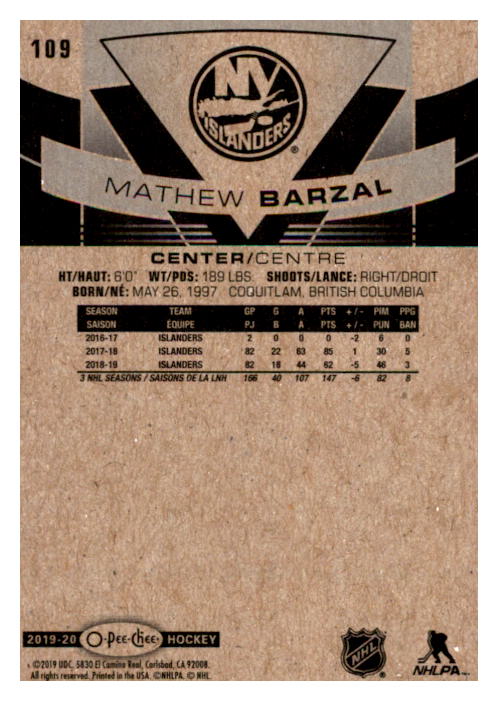 109
NY
ISLANDERS
®
MATHEW BARZAL
CENTER/CENTRE
HT/HAUT: 6'0" WT/PDS: 189 LBS. SHOOTS/LANCE: RIGHT/DROIT
BORN/NÉ: MAY 26, 1997 COQUITLAM, BRITISH COLUMBIA
SEASON TEAM GP G A PTS +/- PIM PPG
SAISON ÉQUIPE PJ B A PTS +/- PUN BAN
2016-17 ISLANDERS 2 0 0 0 -2 6 0
2017-18 ISLANDERS 82 22 63 85 1 30 5
2018-19 ISLANDERS 82 18 44 62 -5 46 3
3 NHL SEASONS / SAISONS DE LA LNH 166 40 107 147 -6 82 8
2019-20 O-Pee-Chee HOCKEY
©2019 UDC. 5830 El Camino Real, Carlsbad, CA 92008.
All rights reserved. Printed in the USA. ©NHLPA. © NHL.
NHL ®
NHLPA